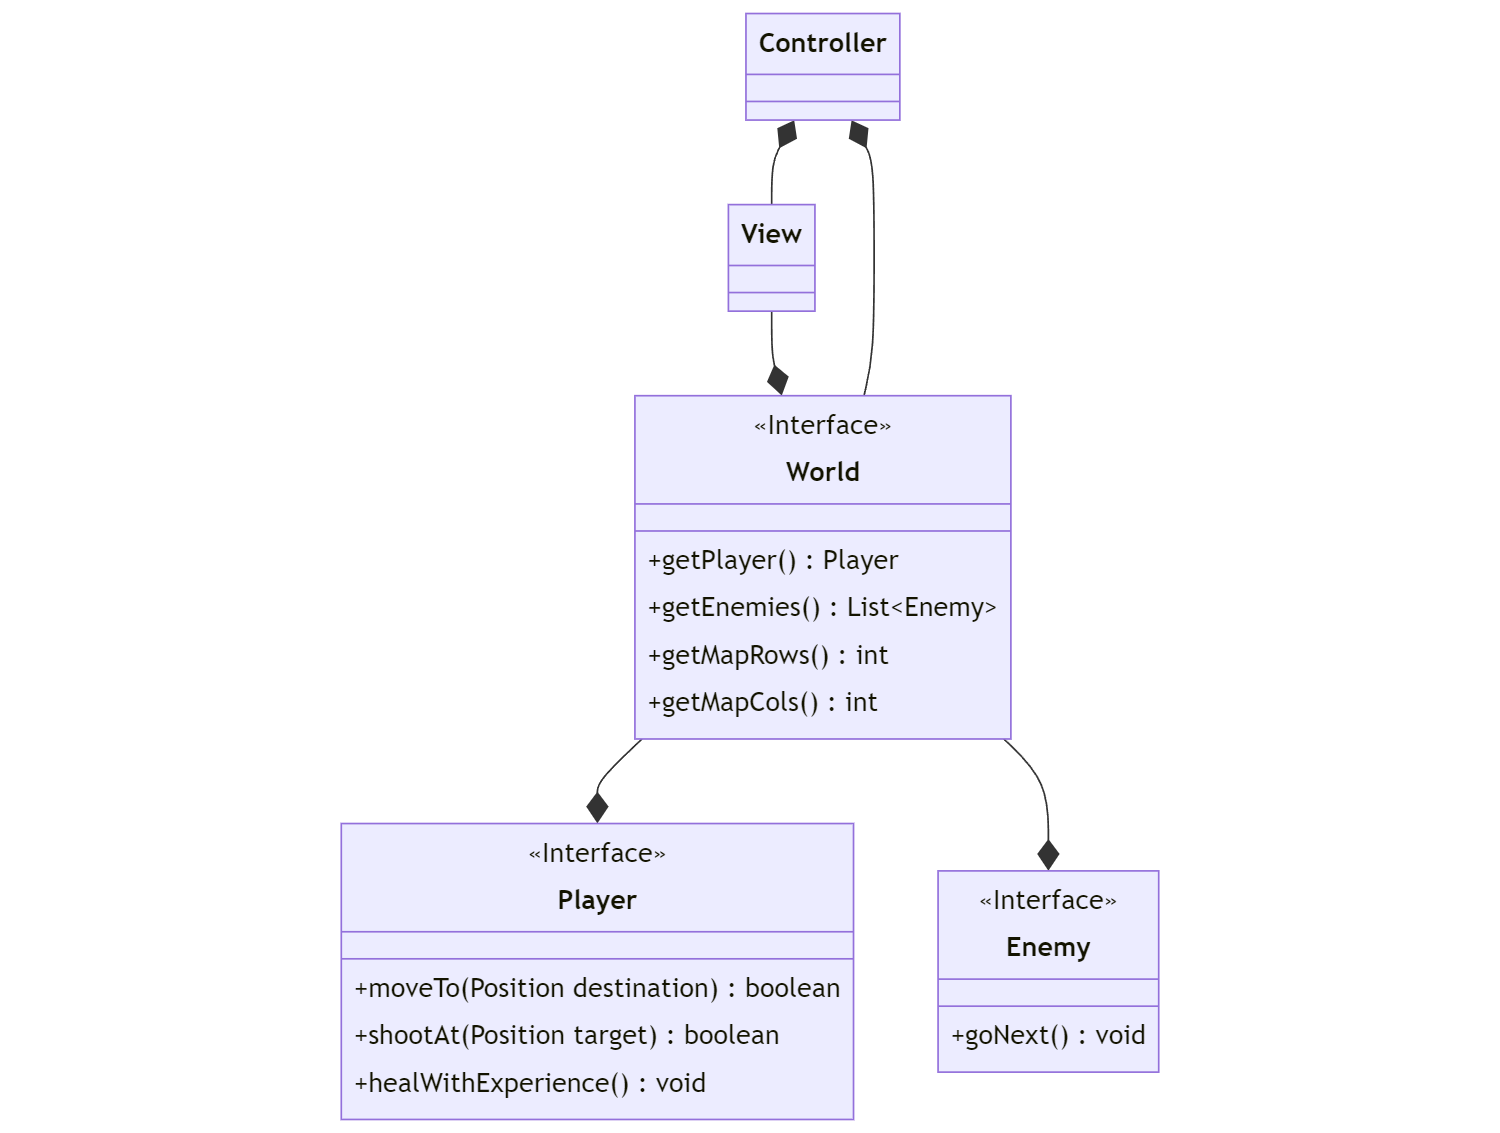 Controller
View
«Interface»
World
+getPlayer() : Player
+getEnemies() : List<Enemy>
+getMapRows() : int
+getMapCols() : int
«Interface»
Player
+moveTo(Position destination) : boolean
+shootAt(Position target) : boolean
+healWithExperience() : void
«Interface»
Enemy
+goNext() : void